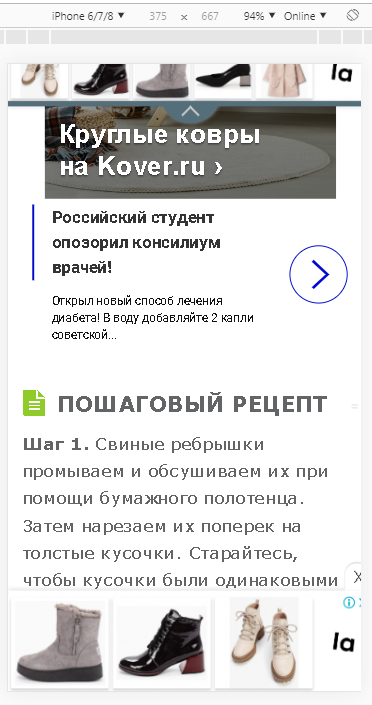 iPhone 6/7/8 ▼ 375 × 667 94% ▼ Online ▼
la
Круглые ковры
на Kover.ru ›
Российский студент
опозорил консилиум
врачей!
Открыл новый способ лечения
диабета! В воду добавляйте 2 капли
советской...
ПОШАГОВЫЙ РЕЦЕПТ
Шаг 1. Свиные ребрышки
промываем и обсушиваем их при
помощи бумажного полотенца.
Затем нарезаем их поперек на
толстые кусочки. Старайтесь,
чтобы кусочки были одинаковыми
X
la